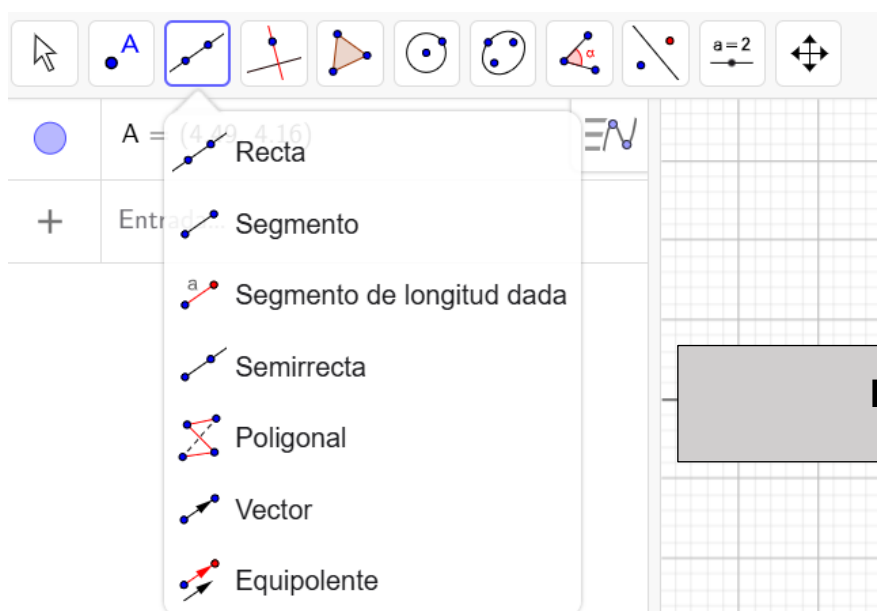 A
α
a = 2
A = (4.49, 4.16)
Recta
Entrada...
Segmento
a
Segmento de longitud dada
Semirrecta
Poligonal
Vector
Equipolente